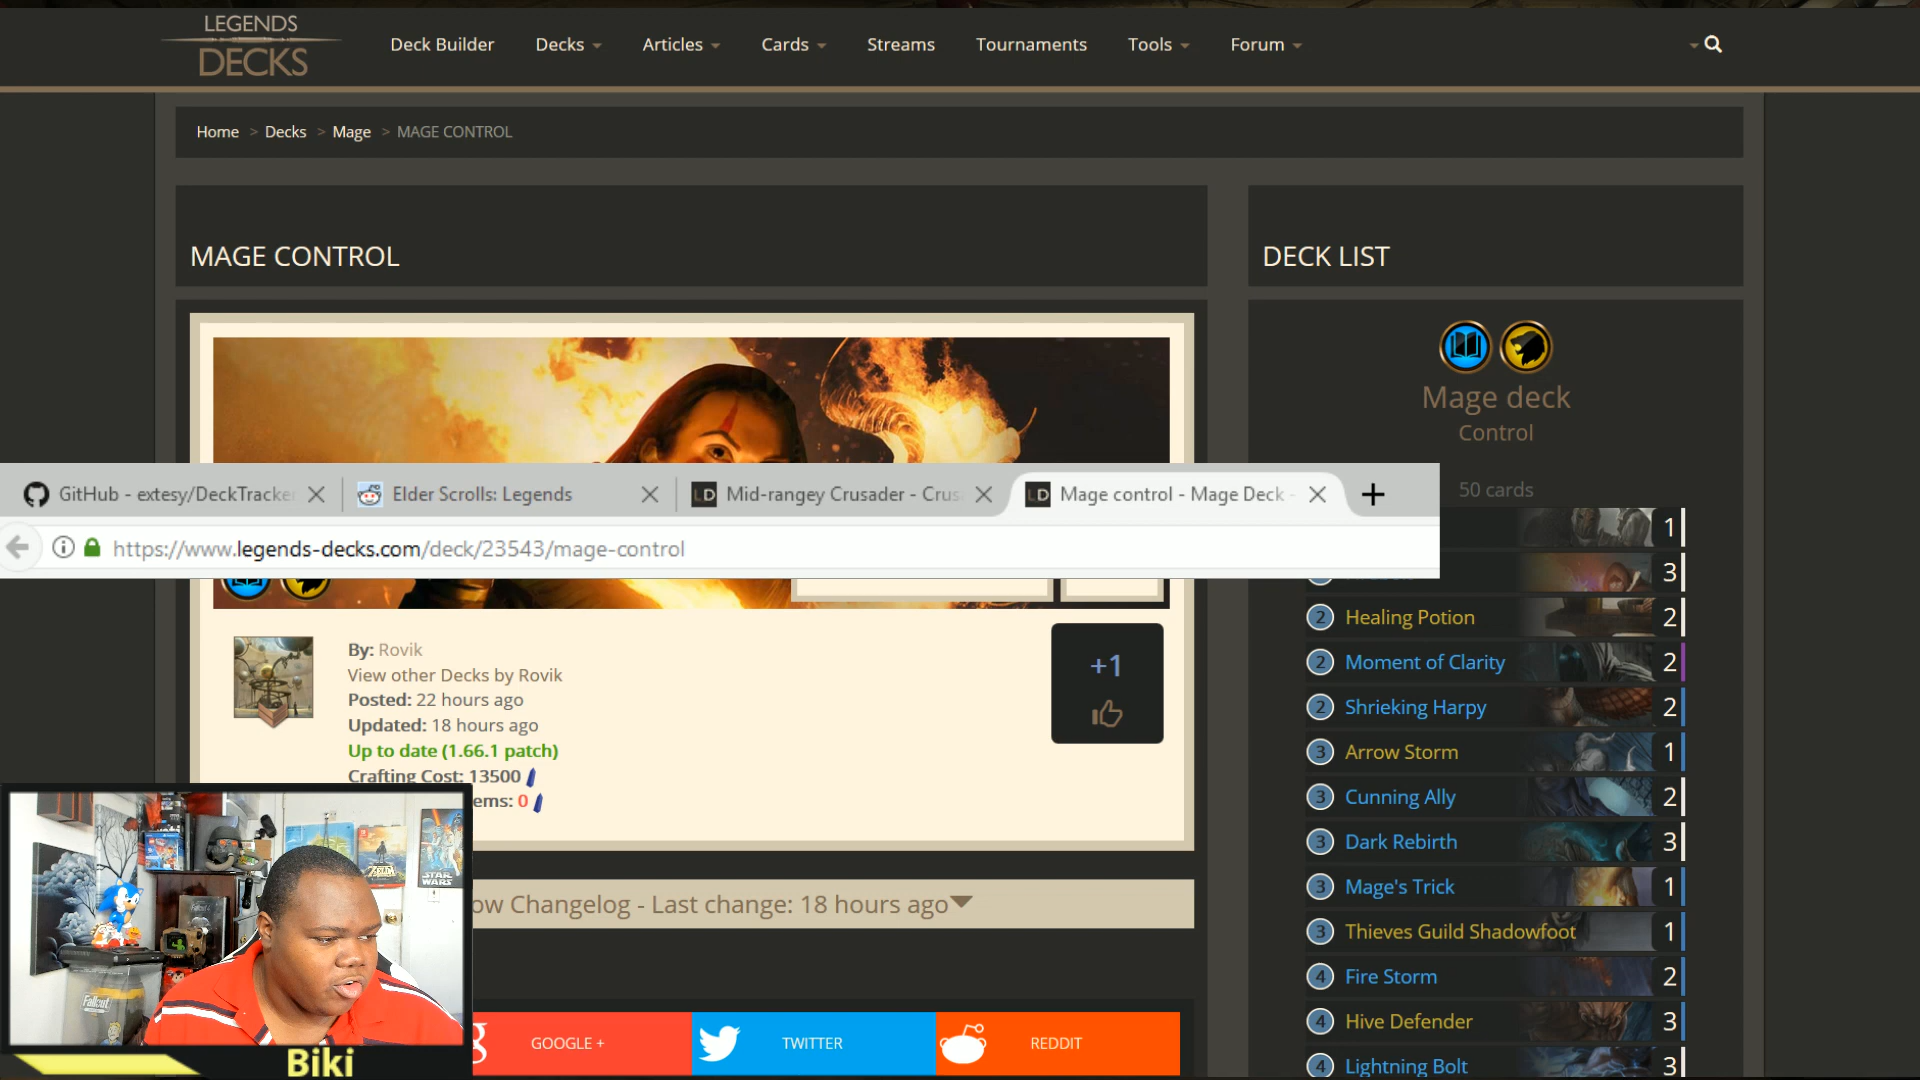 LEGENDS
DECKS
Deck Builder
Decks
Articles
Cards
Streams
Tournaments
Tools
Forum
Home > Decks > Mage > MAGE CONTROL
MAGE CONTROL
DECK LIST
Mage deck
Control
50 cards
GitHub - extesy/DeckTracker
Elder Scrolls: Legends
LD Mid-rangey Crusader - Crus
LD Mage control - Mage Deck -
https://www.legends-decks.com/deck/23543/mage-control
By: Rovik
View other Decks by Rovik
Posted: 22 hours ago
Updated: 18 hours ago
Up to date (1.66.1 patch)
Crafting Cost: 13500
ems: 0
+1
ow Changelog - Last change: 18 hours ago
GOOGLE +
TWITTER
REDDIT
1
3
2 Healing Potion 2
2 Moment of Clarity 2
2 Shrieking Harpy 2
3 Arrow Storm 1
3 Cunning Ally 2
3 Dark Rebirth 3
3 Mage's Trick 1
3 Thieves Guild Shadowfoot 1
4 Fire Storm 2
4 Hive Defender 3
4 Lightning Bolt 3
ZELDA
STAR WARS
Fallout
Biki